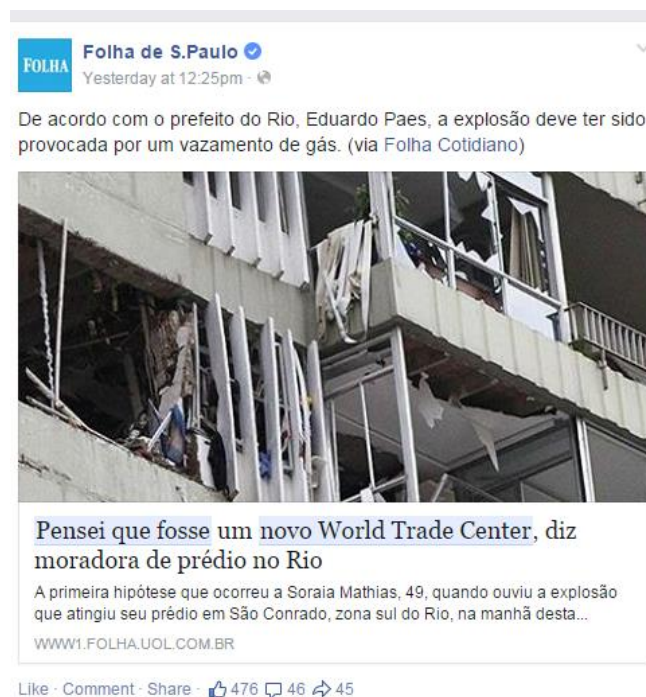 FOLHA
Folha de S.Paulo
Yesterday at 12:25pm ·
De acordo com o prefeito do Rio, Eduardo Paes, a explosão deve ter sido
provocada por um vazamento de gás. (via Folha Cotidiano)
Pensei que fosse um novo World Trade Center, diz
moradora de prédio no Rio
A primeira hipótese que ocorreu a Soraia Mathias, 49, quando ouviu a explosão
que atingiu seu prédio em São Conrado, zona sul do Rio, na manhã desta...
WWW1.FOLHA.UOL.COM.BR
Like · Comment · Share · 476 46 45